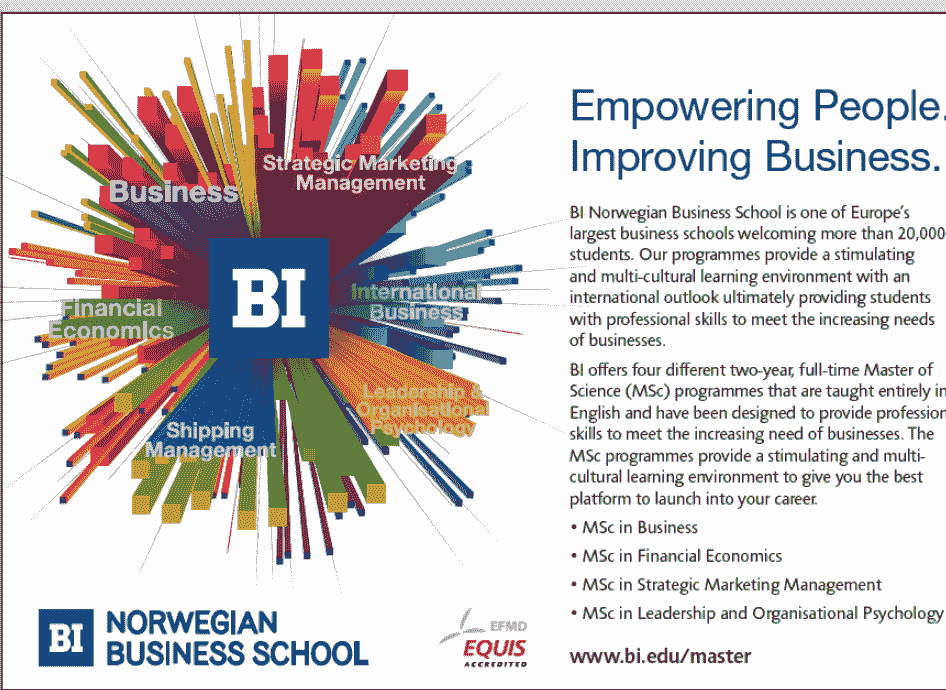 Empowering People.
Improving Business.
BI Norwegian Business School is one of Europe's
largest business schools welcoming more than 20,000
students. Our programmes provide a stimulating
and multi-cultural learning environment with an
international outlook ultimately providing students
with professional skills to meet the increasing needs
of businesses.
BI offers four different two-year, full-time Master of
Science (MSc) programmes that are taught entirely in
English and have been designed to provide profession
skills to meet the increasing need of businesses. The
MSc programmes provide a stimulating and multi-
cultural learning environment to give you the best
platform to launch into your career.
• MSc in Business
• MSc in Financial Economics
• MSc in Strategic Marketing Management
• MSc in Leadership and Organisational Psychology
www.bi.edu/master
Strategic Marketing
Management
Business
BI
International
Business
Financial
Economics
Leadership &
Organisational
Psychology
Shipping
Management
BI
NORWEGIAN
BUSINESS SCHOOL
EFMD
EQUIS
ACCREDITED